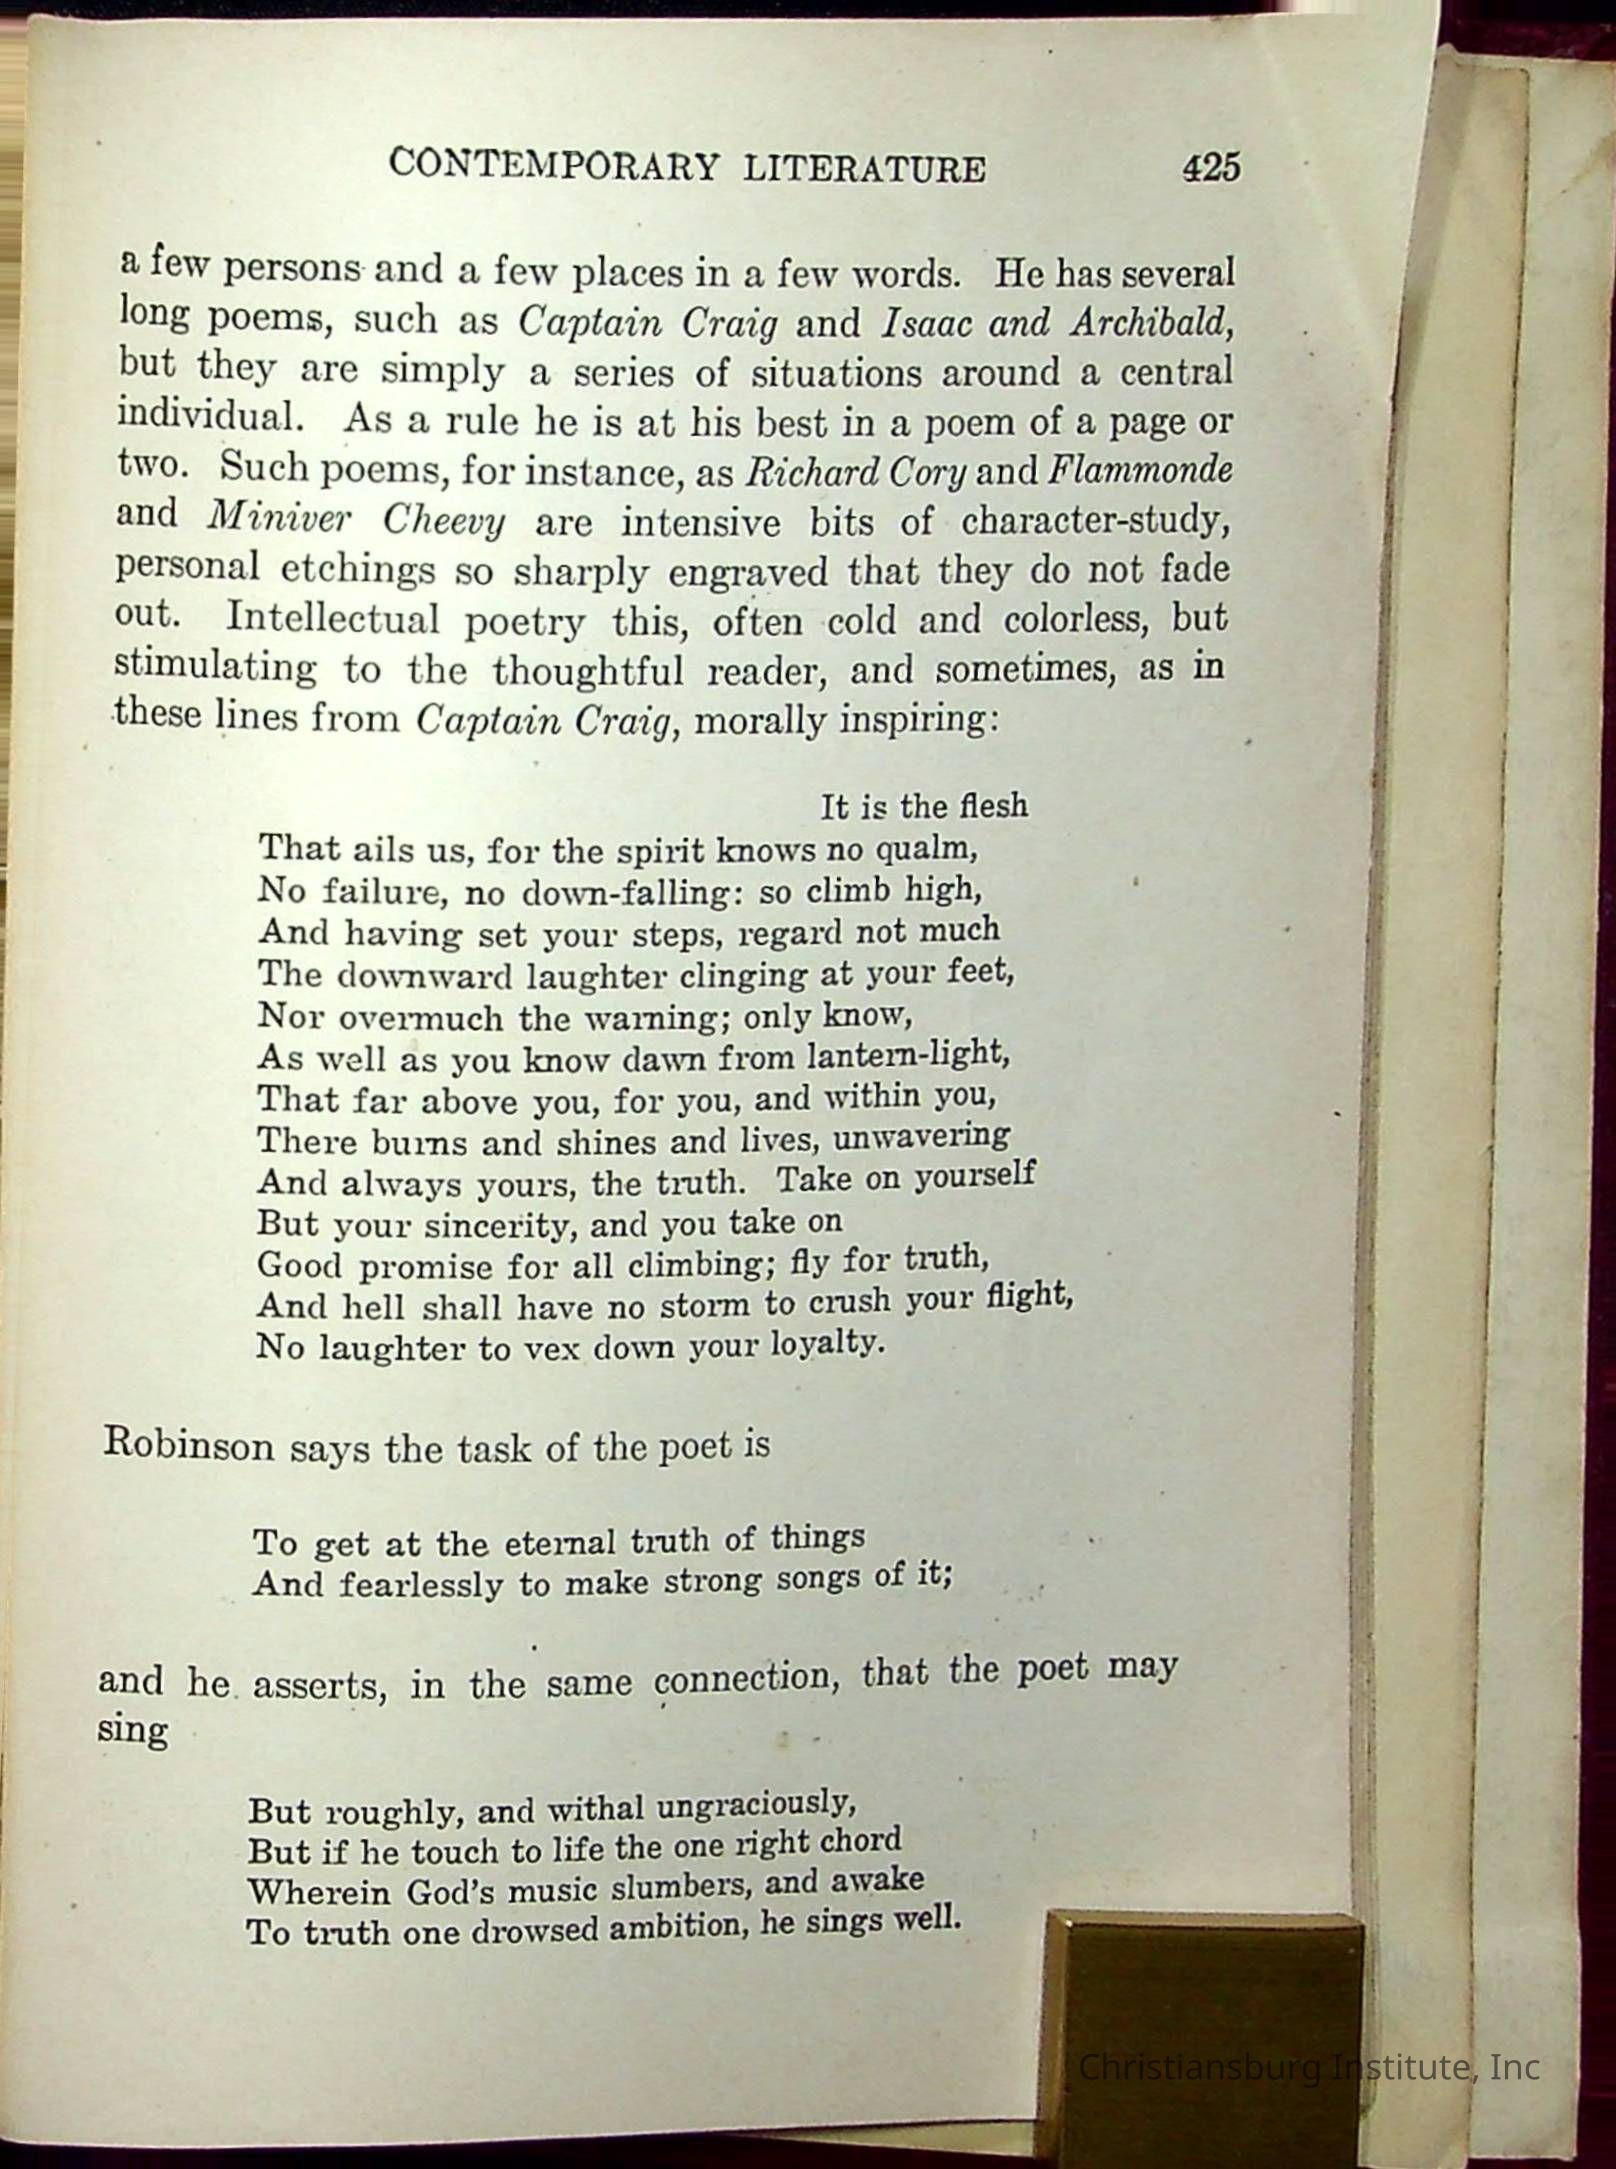 CONTEMPORARY LITERATURE 425
a few persons and a few places in a few words. He has several
long poems, such as Captain Craig and Isaac and Archibald,
but they are simply a series of situations around a central
individual. As a rule he is at his best in a poem of a page or
two. Such poems, for instance, as Richard Cory and Flammonde
and Miniver Cheevy are intensive bits of character-study,
personal etchings so sharply engraved that they do not fade
out. Intellectual poetry this, often cold and colorless, but
stimulating to the thoughtful reader, and sometimes, as in
these lines from Captain Craig, morally inspiring:
It is the flesh
That ails us, for the spirit knows no qualm,
No failure, no down-falling: so climb high,
And having set your steps, regard not much
The downward laughter clinging at your feet,
Nor overmuch the warning; only know,
As well as you know dawn from lantern-light,
That far above you, for you, and within you,
There burns and shines and lives, unwavering
And always yours, the truth. Take on yourself
But your sincerity, and you take on
Good promise for all climbing; fly for truth,
And hell shall have no storm to crush your flight,
No laughter to vex down your loyalty.
Robinson says the task of the poet is
To get at the eternal truth of things
And fearlessly to make strong songs of it;
and he asserts, in the same connection, that the poet may
sing
But roughly, and withal ungraciously,
But if he touch to life the one right chord
Wherein God's music slumbers, and awake
To truth one drowsed ambition, he sings well.
Christiansburg Institute, Inc